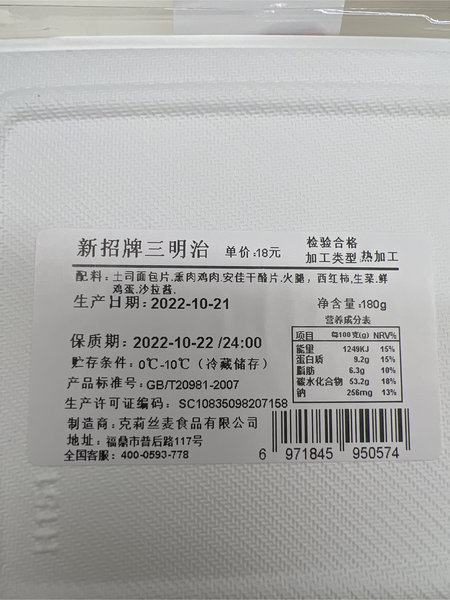 新招牌三明治 单价:18元
检验合格
加工类型:热加工
配料: 土司面包片.熏肉鸡肉.安佳干酪片.火腿, 西红柿,生菜.鲜
鸡蛋.沙拉酱.
生产日期: 2022-10-21 净含量: 180g
营养成分表
项目 每100克(g) NRV%
能量 1249KJ 15%
蛋白质 9.2g 15%
脂肪 6.3g 10%
碳水化合物 53.2g 18%
钠 256mg 13%
保质期: 2022-10-22 /24:00
贮存条件: 0℃-10℃ (冷藏储存)
产品标准号: GB/T20981-2007
生产许可证编码: SC10835098207158
制造商: 克莉丝麦食品有限公司
地址: 福鼎市普后路117号
全国客服: 400-0593-778
6 971845 950574
H151